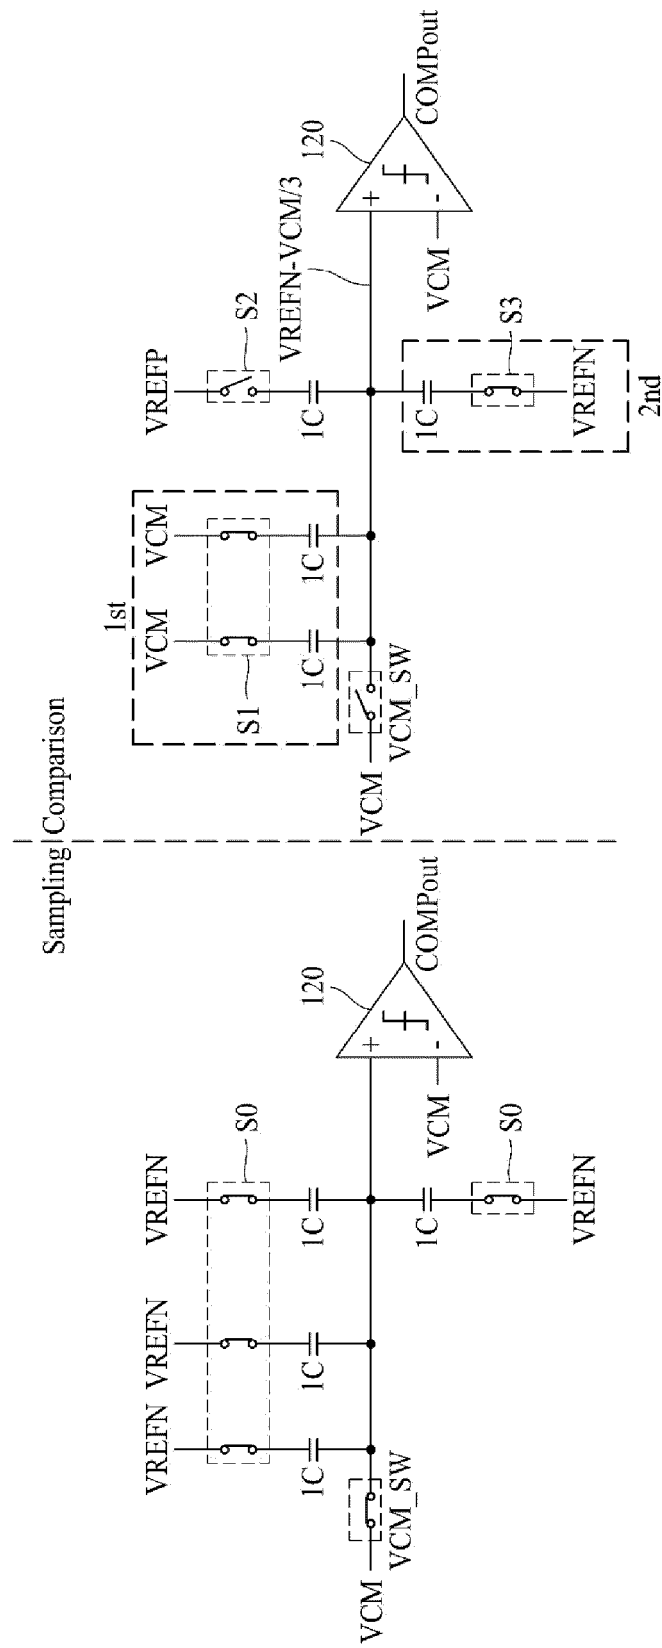 Sampling
Comparison
VREFN
VREFN
VREFN
S0
1C
1C
1C
VCM
VCM_SW
1C
S0
VREFN
120
+
-
VCM
COMPout
1st
VCM
VCM
S1
1C
1C
VREFP
S2
1C
VCM
VCM_SW
VREFN-VCM/3
1C
S3
VREFN
2nd
120
+
-
VCM
COMPout